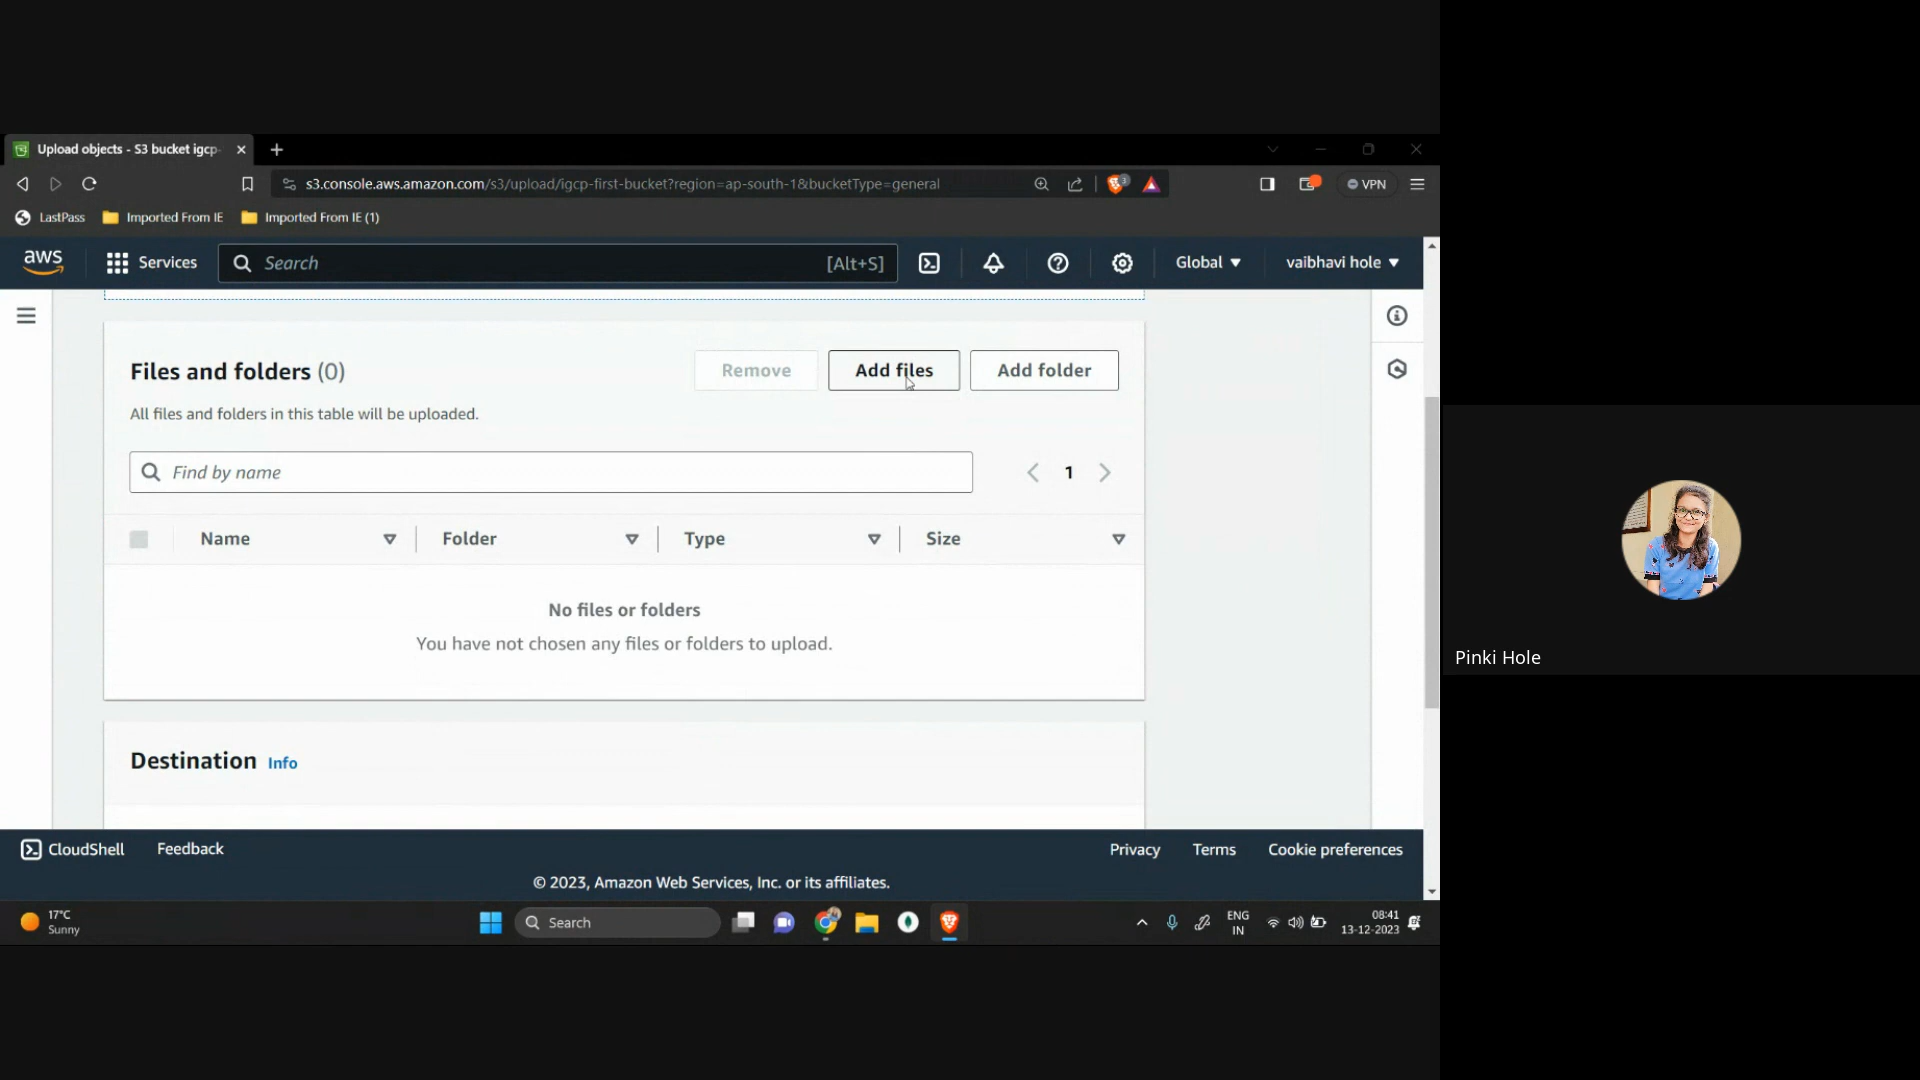 Upload objects - S3 bucket igcp-
s3.console.aws.amazon.com/s3/upload/igcp-first-bucket?region=ap-south-1&bucketType=general
3
VPN
LastPass
Imported From IE
Imported From IE (1)
aws
Services
Search
[Alt+S]
Global
vaibhavi hole
Files and folders (0)
Remove
Add files
Add folder
All files and folders in this table will be uploaded.
Find by name
1
Name
Folder
Type
Size
No files or folders
You have not chosen any files or folders to upload.
Destination
Info
CloudShell
Feedback
Privacy
Terms
Cookie preferences
© 2023, Amazon Web Services, Inc. or its affiliates.
17°C
Sunny
Search
ENG
IN
08:41
13-12-2023
Pinki Hole